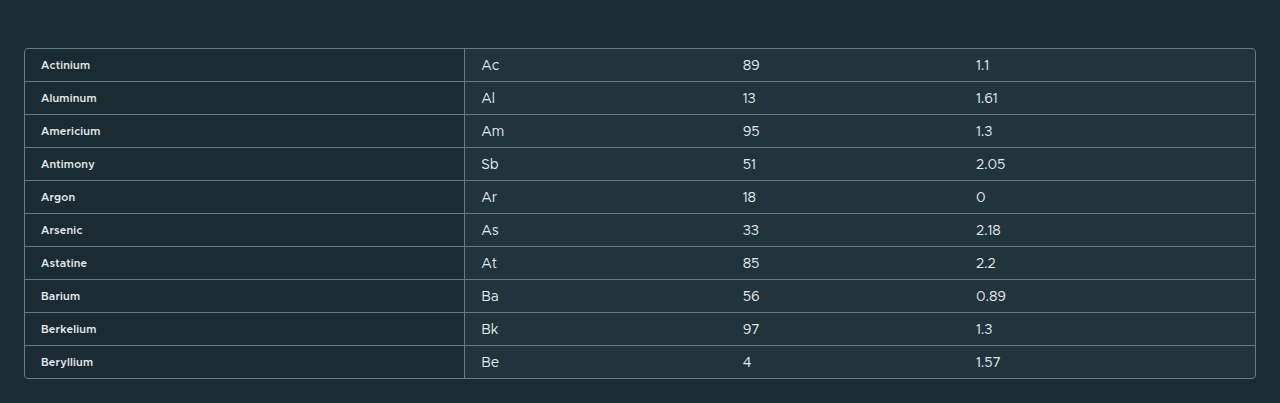 Actinium Ac 89 1.1
Aluminum Al 13 1.61
Americium Am 95 1.3
Antimony Sb 51 2.05
Argon Ar 18 0
Arsenic As 33 2.18
Astatine At 85 2.2
Barium Ba 56 0.89
Berkelium Bk 97 1.3
Beryllium Be 4 1.57